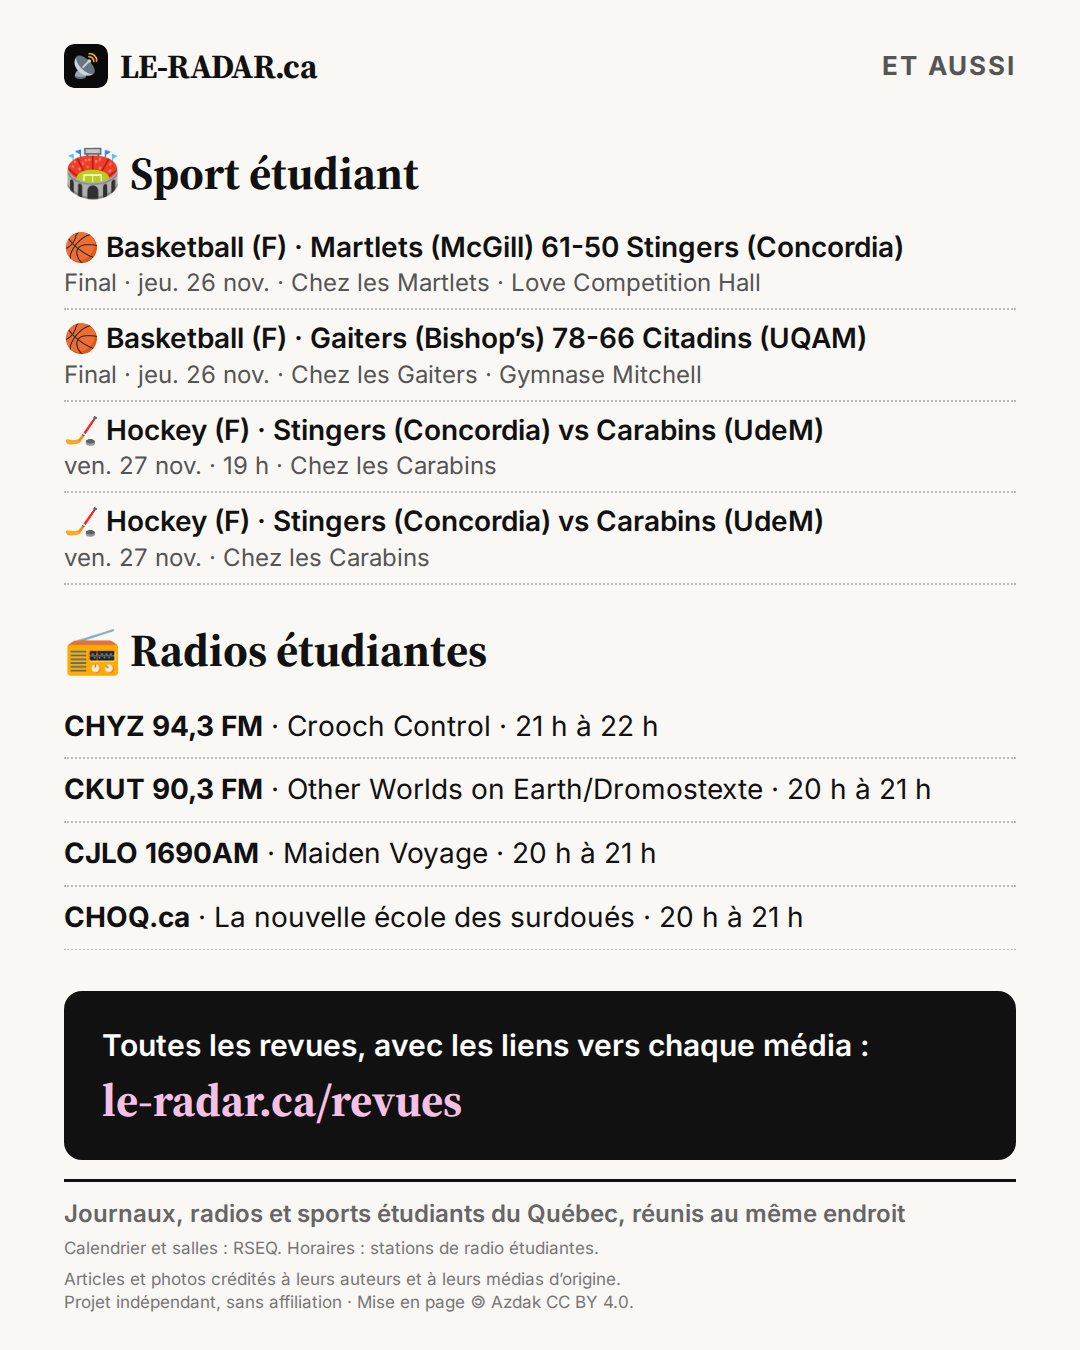 LE-RADAR.ca
ET AUSSI
Sport étudiant
Basketball (F) · Martlets (McGill) 61-50 Stingers (Concordia)
Final · jeu. 26 nov. · Chez les Martlets · Love Competition Hall
Basketball (F) · Gaiters (Bishop’s) 78-66 Citadins (UQAM)
Final · jeu. 26 nov. · Chez les Gaiters · Gymnase Mitchell
Hockey (F) · Stingers (Concordia) vs Carabins (UdeM)
ven. 27 nov. · 19 h · Chez les Carabins
Hockey (F) · Stingers (Concordia) vs Carabins (UdeM)
ven. 27 nov. · Chez les Carabins
Radios étudiantes
CHYZ 94,3 FM · Crooch Control · 21 h à 22 h
CKUT 90,3 FM · Other Worlds on Earth/Dromostexte · 20 h à 21 h
CJLO 1690AM · Maiden Voyage · 20 h à 21 h
CHOQ.ca · La nouvelle école des surdoués · 20 h à 21 h
Toutes les revues, avec les liens vers chaque média :
le-radar.ca/revues
Journaux, radios et sports étudiants du Québec, réunis au même endroit
Calendrier et salles : RSEQ. Horaires : stations de radio étudiantes.
Articles et photos crédités à leurs auteurs et à leurs médias d’origine.
Projet indépendant, sans affiliation · Mise en page 🄯 Azdak CC BY 4.0.